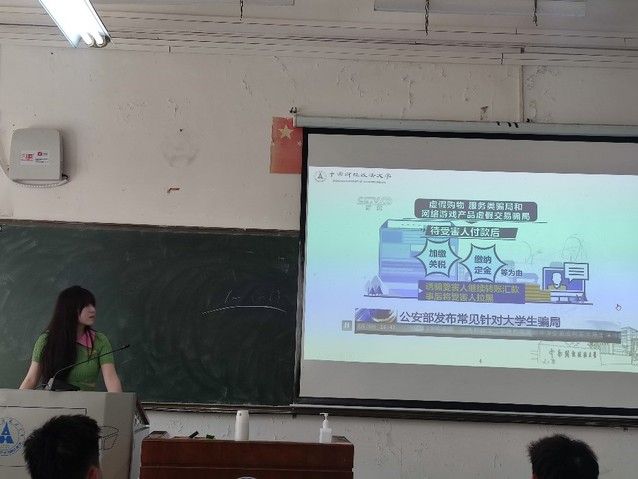 虚假购物 服务类骗局和
网络游戏产品虚假交易骗局
待受害人付款后
加缴
关税
缴纳
定金
等为由
诱骗受害人继续转账汇款
事后将受害人拉黑
公安部发布常见针对大学生骗局